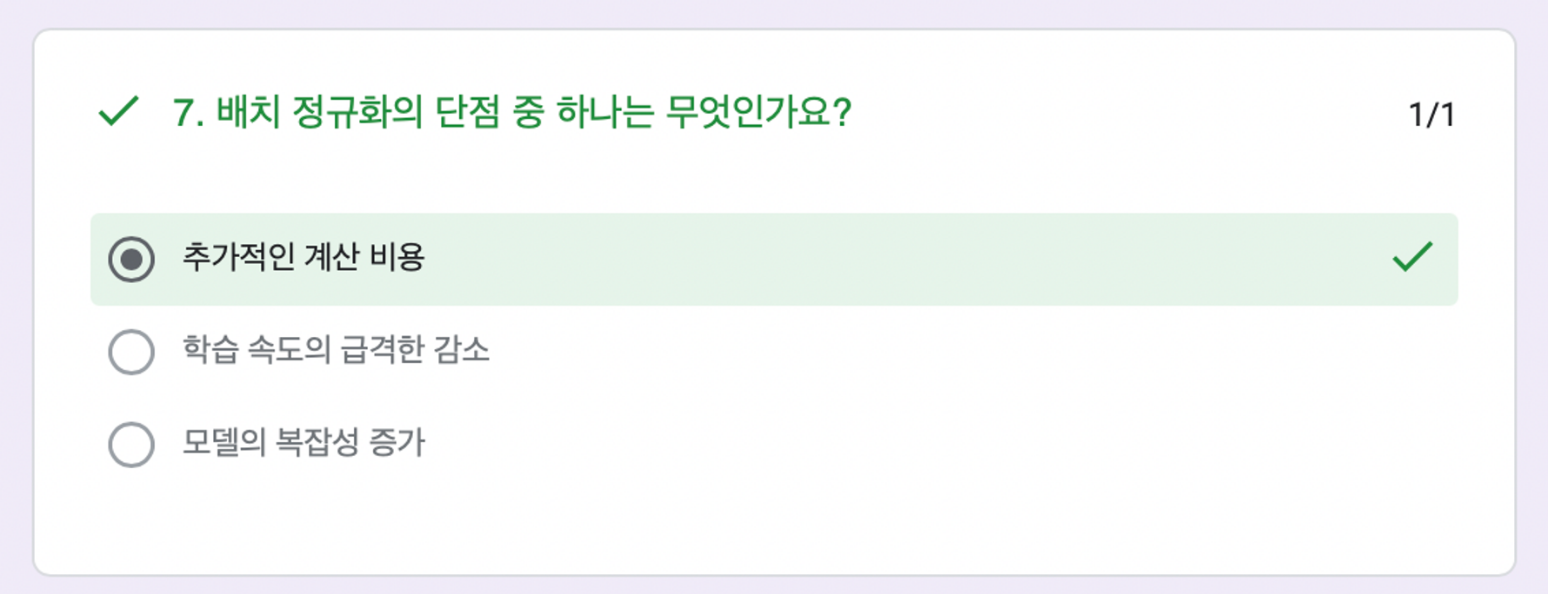 7. 배치 정규화의 단점 중 하나는 무엇인가요? 1/1
추가적인 계산 비용
학습 속도의 급격한 감소
모델의 복잡성 증가